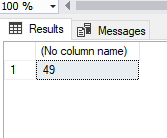 100 %
Results Messages
(No column name)
1 49